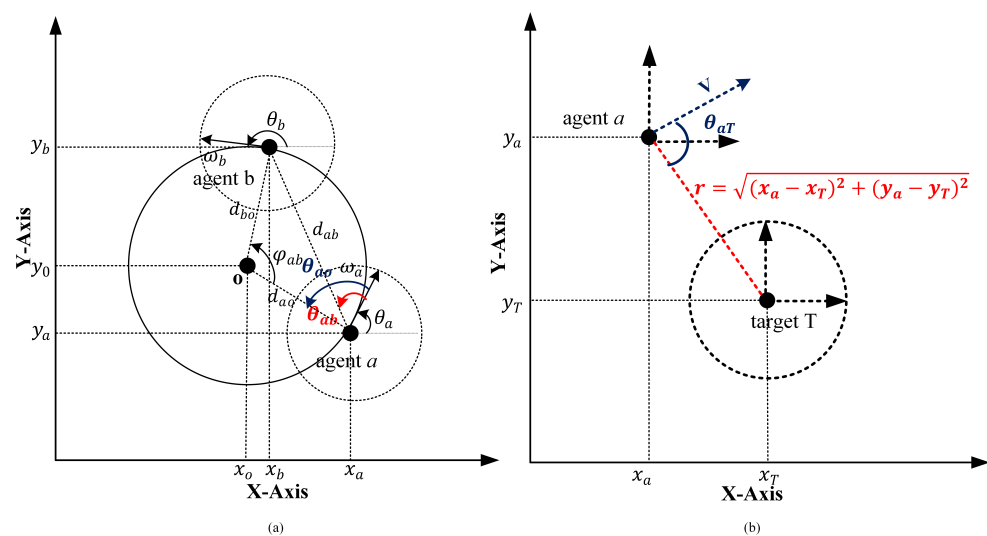 Y-Axis
y_b
y_0
y_a
θ_b
ω_b
agent b
d_bo
d_ab
φ_ab
θ_ao
ω_a
o
d_ao
θ_ab
θ_a
agent a
x_o
x_b
x_a
X-Axis
(a)
Y-Axis
y_a
y_T
agent a
V
θ_aT
r = √(x_a − x_T)² + (y_a − y_T)²
target T
x_a
x_T
X-Axis
(b)